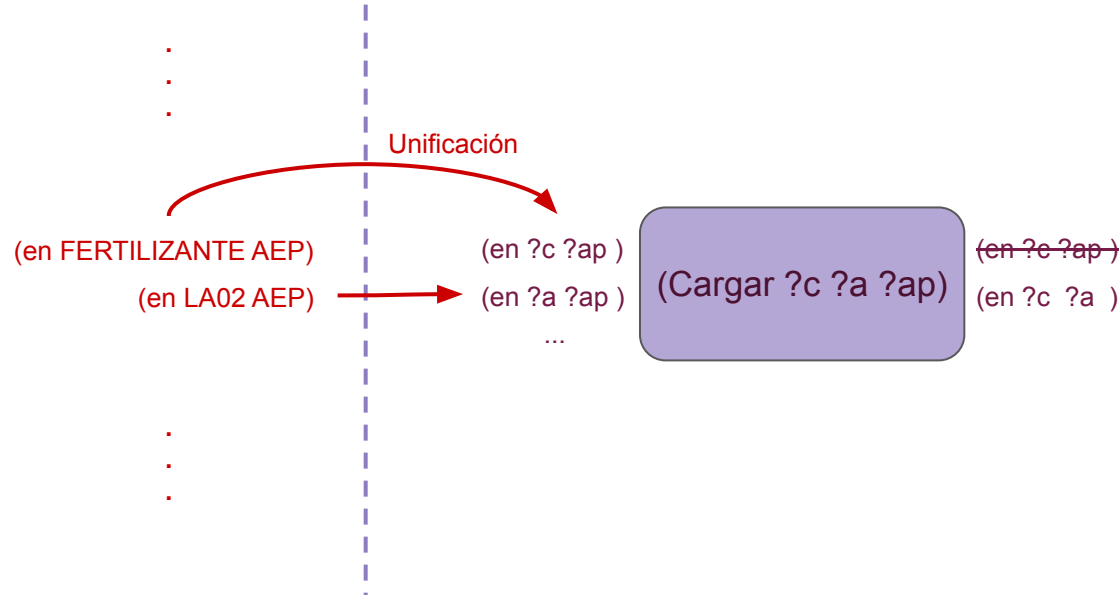 .
.
.
Unificación
(en FERTILIZANTE AEP)
(en LA02 AEP)
(en ?c ?ap )
(en ?a ?ap )
...
(Cargar ?c ?a ?ap)
(en ?c ?ap )
(en ?c ?a )
.
.
.